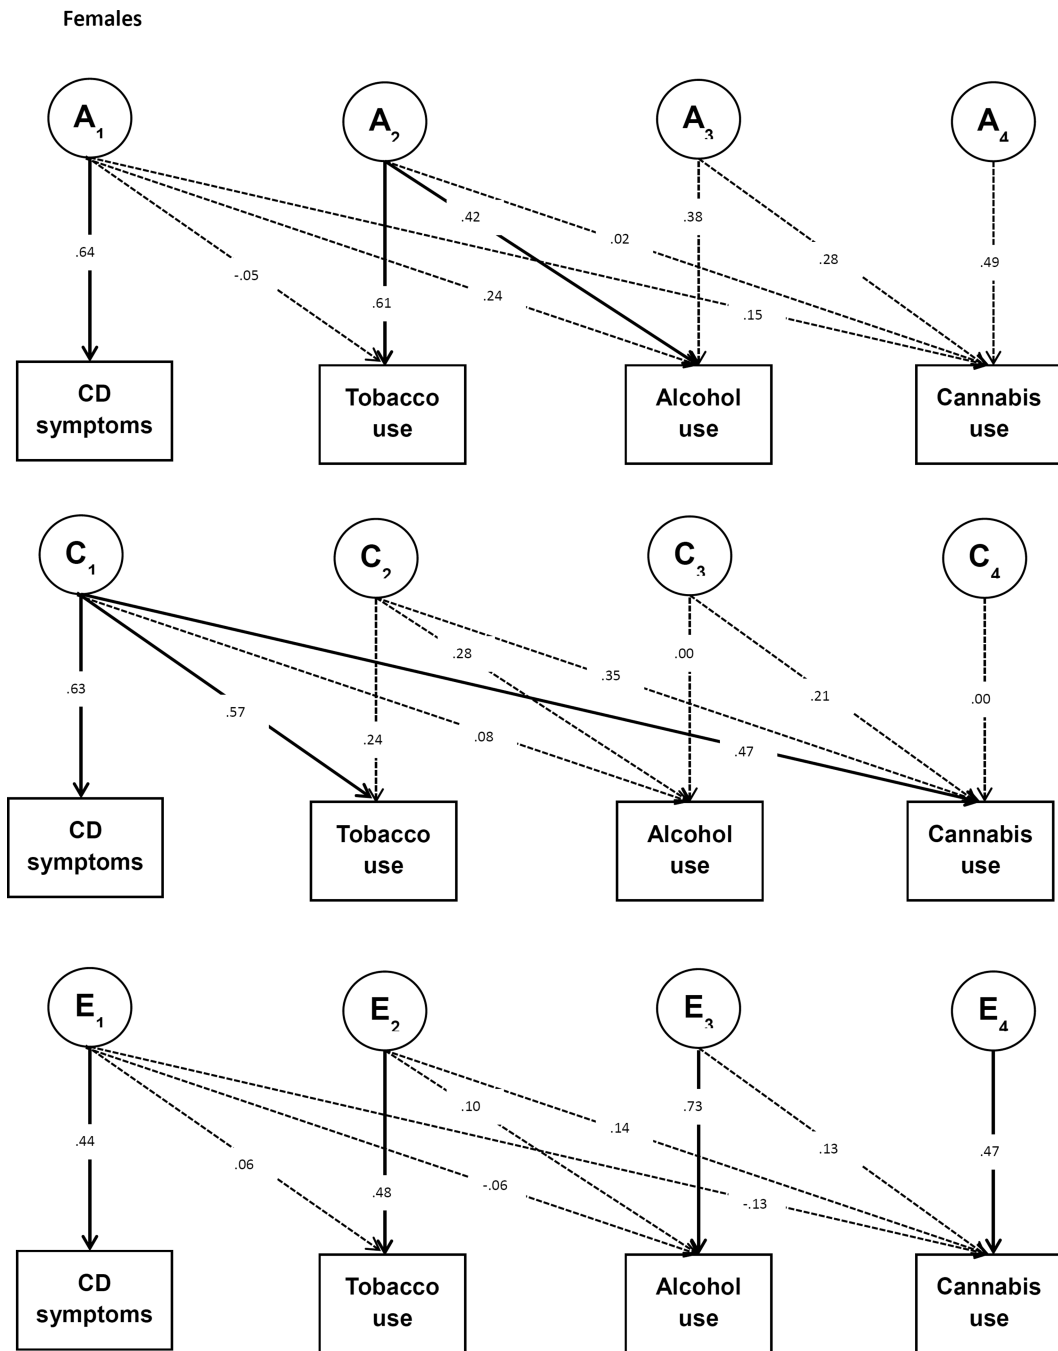 Females
A1
A2
A3
A4
.64
-.05
.61
.42
.24
.02
.38
.15
.28
.49
CD
symptoms
Tobacco
use
Alcohol
use
Cannabis
use
C1
C2
C3
C4
.63
.57
.24
.28
.08
.35
.00
.47
.21
.00
CD
symptoms
Tobacco
use
Alcohol
use
Cannabis
use
E1
E2
E3
E4
.44
.06
.48
.10
-.06
.14
.73
-.13
.13
.47
CD
symptoms
Tobacco
use
Alcohol
use
Cannabis
use